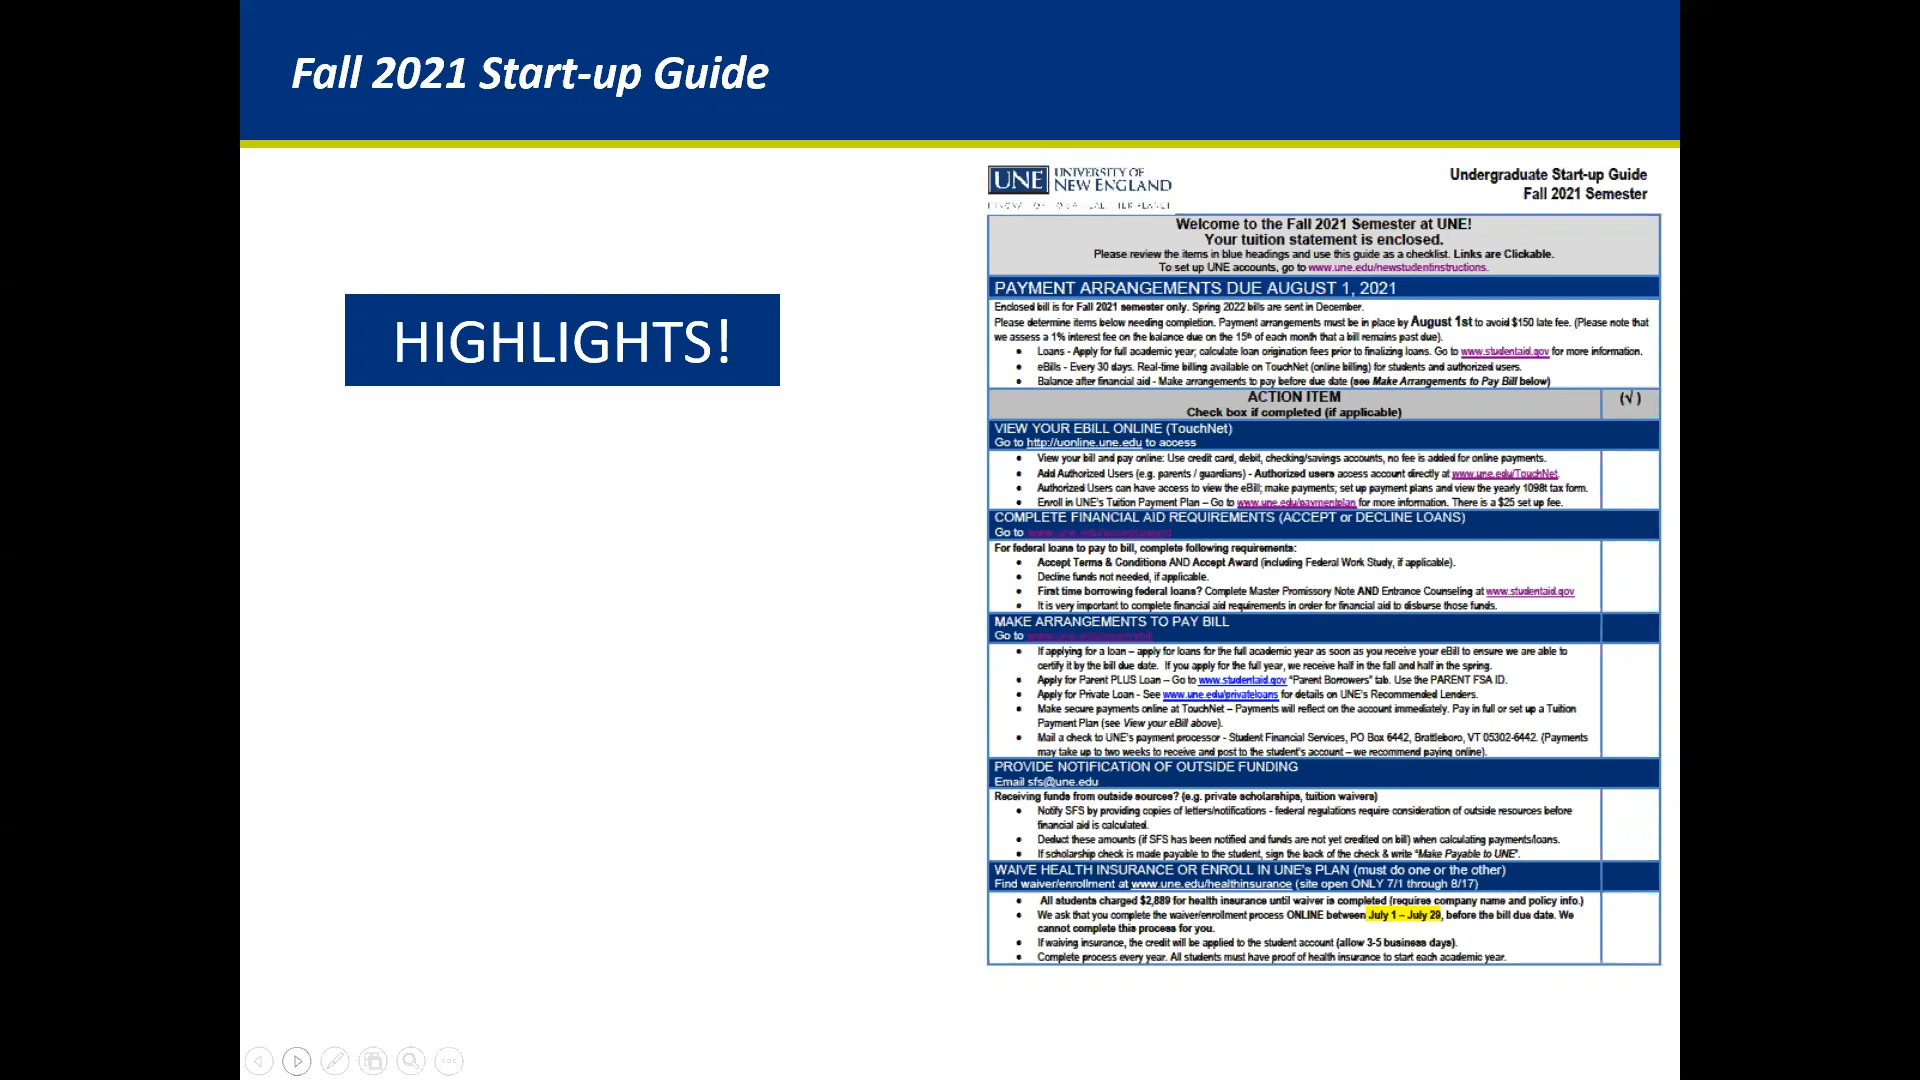 Fall 2021 Start-up Guide
HIGHLIGHTS!
UNE UNIVERSITY OF
NEW ENGLAND
Undergraduate Start-up Guide
Fall 2021 Semester
Welcome to the Fall 2021 Semester at UNE!
Your tuition statement is enclosed.
Please review the items in blue headings and use this guide as a checklist. Links are Clickable.
To set up UNE accounts, go to www.une.edu/newstudentinstructions.
PAYMENT ARRANGEMENTS DUE AUGUST 1, 2021
Enclosed bill is for Fall 2021 semester only. Spring 2022 bills are sent in December.
Please determine items below needing completion. Payment arrangements must be in place by August 1st to avoid $150 late fee. (Please note that
we assess a 1% interest fee on the balance due on the 15th of each month that a bill remains past due).
• Loans - Apply for full academic year; calculate loan origination fees prior to finalizing loans. Go to www.studentaid.gov for more information.
• eBills - Every 30 days. Real-time billing available on TouchNet (online billing) for students and authorized users.
• Balance after financial aid - Make arrangements to pay before due date (see Make Arrangements to Pay Bill below)
ACTION ITEM
Check box if completed (if applicable)
(√)
VIEW YOUR EBILL ONLINE (TouchNet)
Go to http://uonline.une.edu to access
• View your bill and pay online: Use credit card, debit, checking/savings accounts, no fee is added for online payments.
• Add Authorized Users (e.g. parents / guardians) - Authorized users access account directly at www.une.edu/TouchNet.
• Authorized Users can have access to view the eBill; make payments; set up payment plans and view the yearly 1098t tax form.
• Enroll in UNE's Tuition Payment Plan – Go to www.une.edu/paymentplan for more information. There is a $25 set up fee.
COMPLETE FINANCIAL AID REQUIREMENTS (ACCEPT or DECLINE LOANS)
Go to
For federal loans to pay to bill, complete following requirements:
• Accept Terms & Conditions AND Accept Award (including Federal Work Study, if applicable).
• Decline funds not needed, if applicable.
• First time borrowing federal loans? Complete Master Promissory Note AND Entrance Counseling at www.studentaid.gov
• It is very important to complete financial aid requirements in order for financial aid to disburse those funds.
MAKE ARRANGEMENTS TO PAY BILL
Go to
• If applying for a loan – apply for loans for the full academic year as soon as you receive your eBill to ensure we are able to
certify it by the bill due date. If you apply for the full year, we receive half in the fall and half in the spring.
• Apply for Parent PLUS Loan – Go to www.studentaid.gov "Parent Borrowers" tab. Use the PARENT FSA ID.
• Apply for Private Loan - See www.une.edu/privateloans for details on UNE's Recommended Lenders.
• Make secure payments online at TouchNet – Payments will reflect on the account immediately. Pay in full or set up a Tuition
Payment Plan (see View your eBill above).
• Mail a check to UNE's payment processor - Student Financial Services, PO Box 6442, Brattleboro, VT 05302-6442. (Payments
may take up to two weeks to receive and post to the student's account – we recommend paying online).
PROVIDE NOTIFICATION OF OUTSIDE FUNDING
Email sfs@une.edu
Receiving funds from outside sources? (e.g. private scholarships, tuition waivers)
• Notify SFS by providing copies of letters/notifications - federal regulations require consideration of outside resources before
financial aid is calculated.
• Deduct these amounts (if SFS has been notified and funds are not yet credited on bill) when calculating payments/loans.
• If scholarship check is made payable to the student, sign the back of the check & write "Make Payable to UNE".
WAIVE HEALTH INSURANCE OR ENROLL IN UNE's PLAN (must do one or the other)
Find waiver/enrollment at www.une.edu/healthinsurance (site open ONLY 7/1 through 8/17)
• All students charged $2,889 for health insurance until waiver is completed (requires company name and policy info.)
• We ask that you complete the waiver/enrollment process ONLINE between July 1 – July 29, before the bill due date. We
cannot complete this process for you.
• If waiving insurance, the credit will be applied to the student account (allow 3-5 business days).
• Complete process every year. All students must have proof of health insurance to start each academic year.